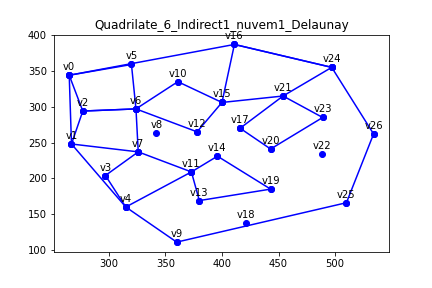 Quadrilate_6_Indirect1_nuvem1_Delaunay
400
350
300
250
200
150
100
300
350
400
450
500
v16
v5
v24
v0
v10
v21
v15
v2
v6
v23
v17
v12
v8
v26
v1
v7
v20
v14
v22
v11
v3
v19
v13
v25
v4
v18
v9